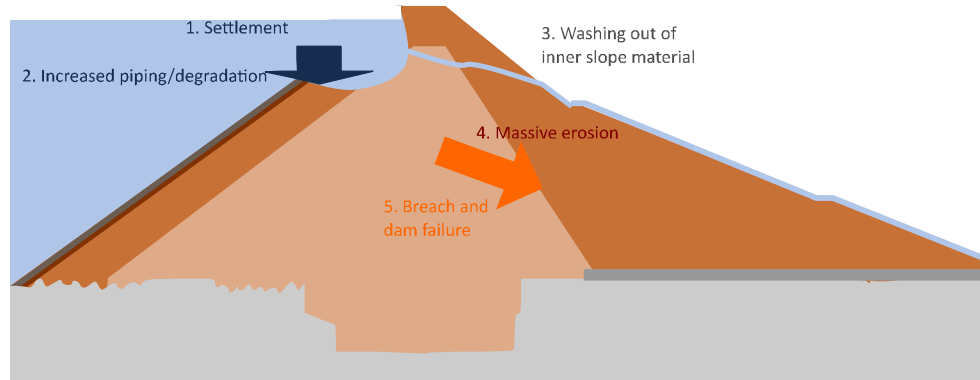 1. Settlement
2. Increased piping/degradation
3. Washing out of
inner slope material
4. Massive erosion
5. Breach and
dam failure